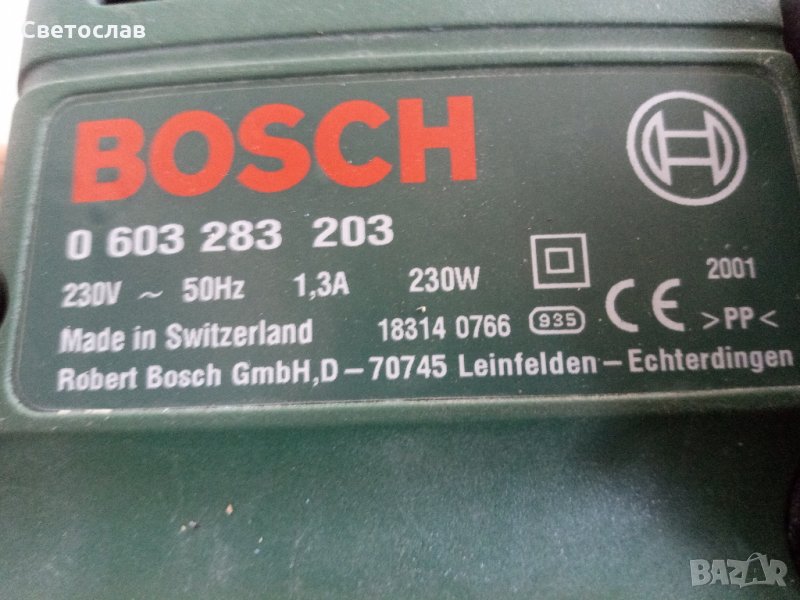 Светослав
BOSCH
0 603 283 203
230V ~ 50Hz 1,3A 230W
2001
Made in Switzerland 18314 0766 935 CE >PP<
Robert Bosch GmbH, D-70745 Leinfelden-Echterdingen
BAZAR